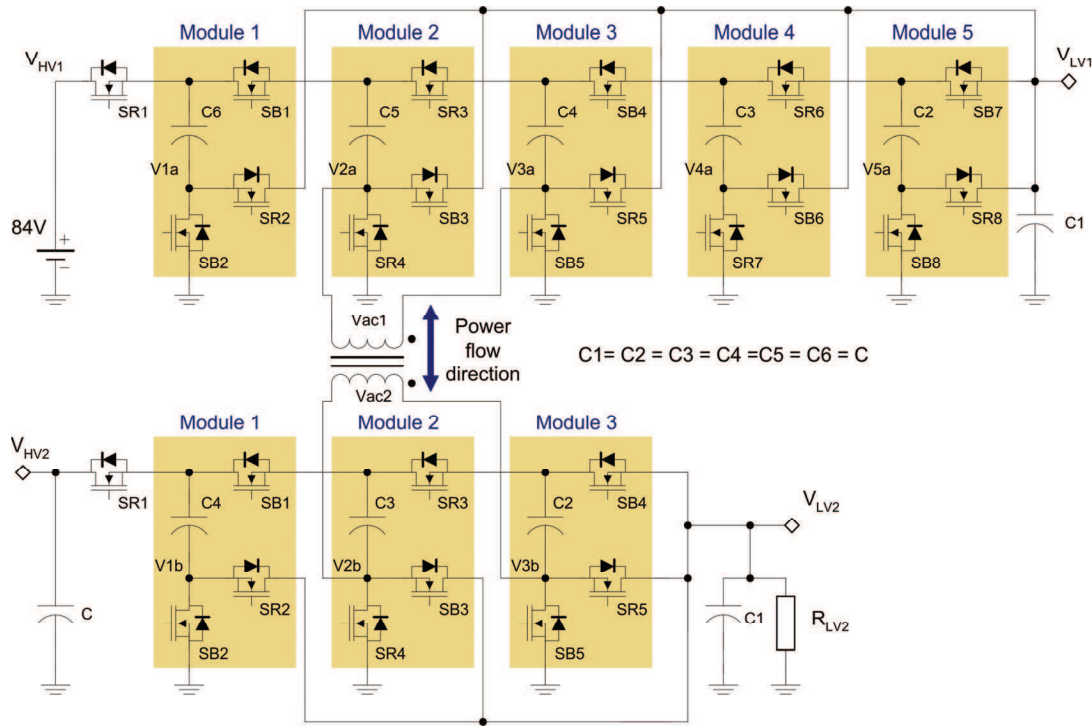 Module 1 Module 2 Module 3 Module 4 Module 5
VHV1 VLV1
SR1 C6 SB1 C5 SR3 C4 SB4 C3 SR6 C2 SB7
V1a V2a V3a V4a V5a
SR2 SB3 SR5 SB6 SR8 C1
84V + −
SB2 SR4 SB5 SR7 SB8
Vac1
Power
flow
direction
C1= C2 = C3 = C4 =C5 = C6 = C
Vac2
Module 1 Module 2 Module 3
VHV2
SR1 C4 SB1 C3 SR3 C2 SB4
VLV2
V1b V2b V3b
C SR2 SB3 SR5 C1 RLV2
SB2 SR4 SB5